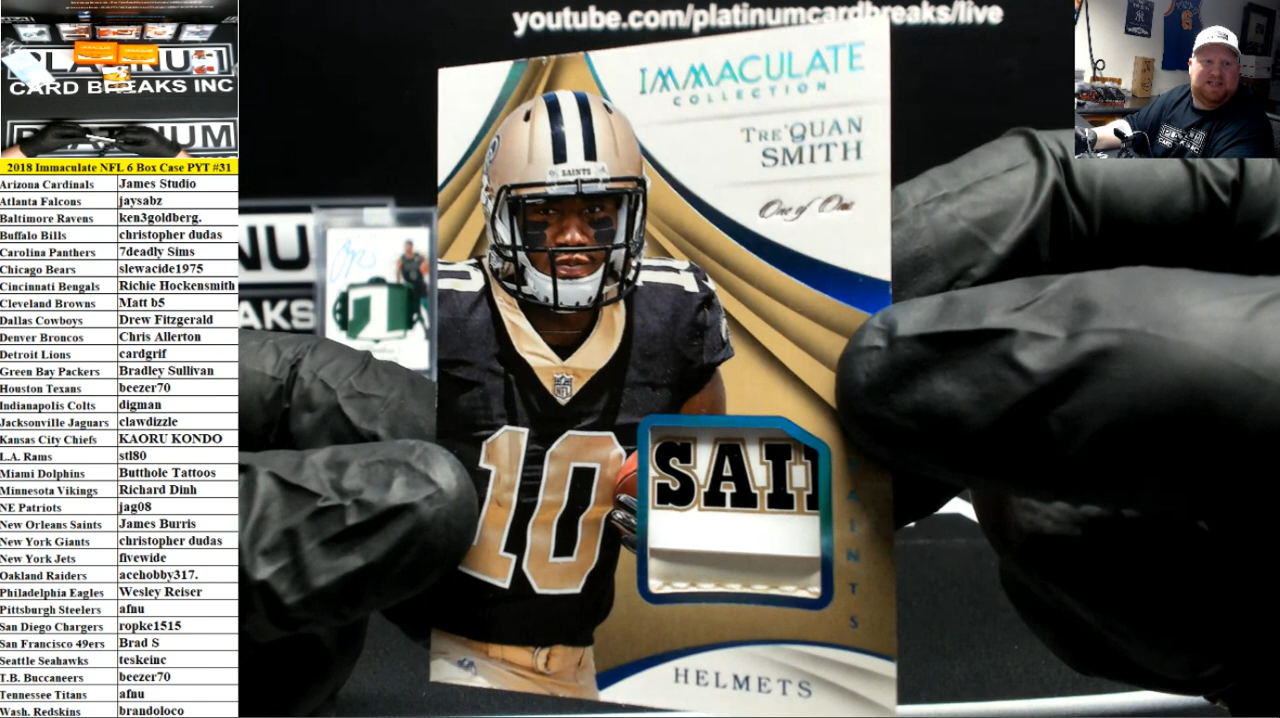 youtube.com/platinumcardbreaks/live
PLATINUM
CARD BREAKS INC
PLATINUM
2018 Immaculate NFL 6 Box Case PYT #31
Arizona Cardinals James Studio
Atlanta Falcons jaysabz
Baltimore Ravens ken3goldberg.
Buffalo Bills christopher dudas
Carolina Panthers 7deadly Sims
Chicago Bears slewacide1975
Cincinnati Bengals Richie Hockensmith
Cleveland Browns Matt b5
Dallas Cowboys Drew Fitzgerald
Denver Broncos Chris Allerton
Detroit Lions cardgrif
Green Bay Packers Bradley Sullivan
Houston Texans beezer70
Indianapolis Colts digman
Jacksonville Jaguars clawdizzle
Kansas City Chiefs KAORU KONDO
L.A. Rams stl80
Miami Dolphins Butthole Tattoos
Minnesota Vikings Richard Dinh
NE Patriots jag08
New Orleans Saints James Burris
New York Giants christopher dudas
New York Jets fivewide
Oakland Raiders acehobby317.
Philadelphia Eagles Wesley Reiser
Pittsburgh Steelers afnu
San Diego Chargers ropke1515
San Francisco 49ers Brad S
Seattle Seahawks teskeinc
T.B. Buccaneers beezer70
Tennessee Titans afnu
Wash. Redskins brandoloco
NU
AKS
IMMACULATE
COLLECTION
TRE'QUAN
SMITH
One of One
SAINTS
NFL
10
SAI
SAINTS
HELMETS